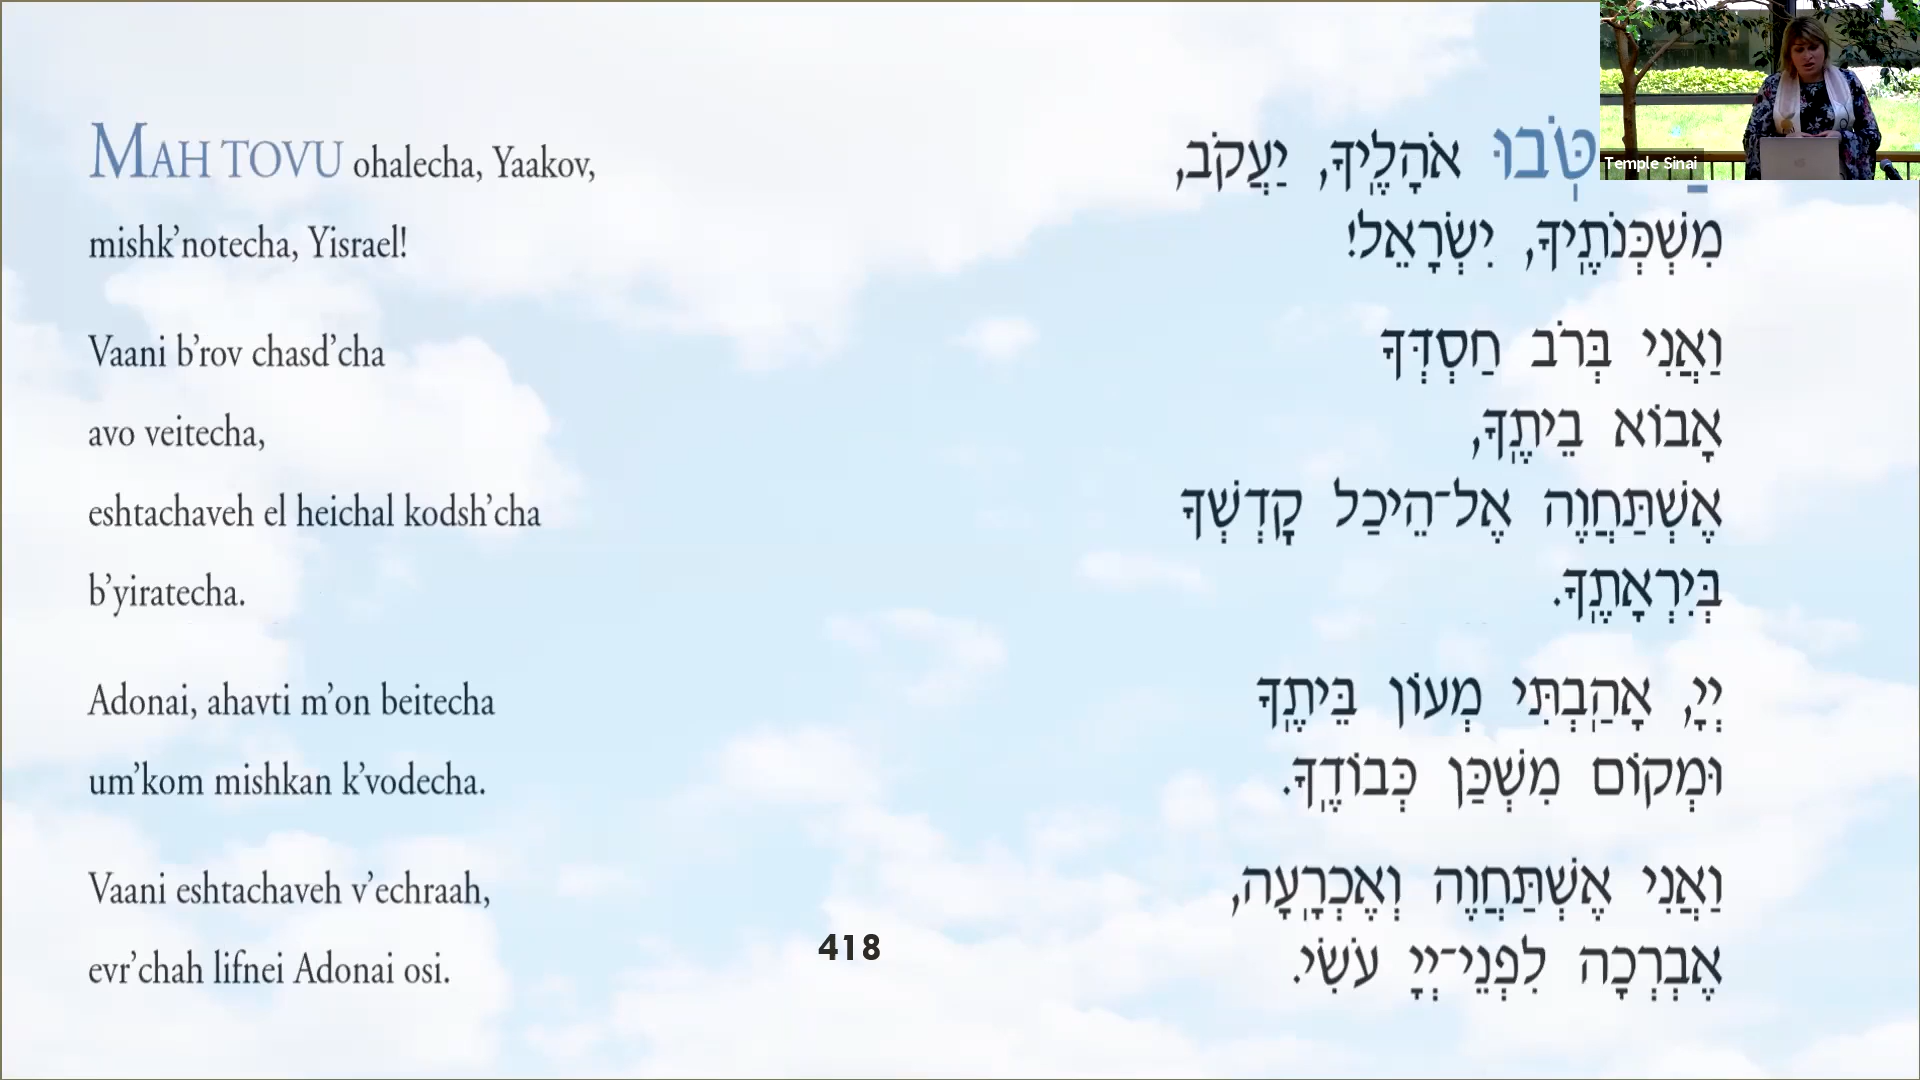 MAH TOVU ohalecha, Yaakov,
mishk’notecha, Yisrael!
Vaani b’rov chasd’cha
avo veitecha,
eshtachaveh el heichal kodsh’cha
b’yiratecha.
Adonai, ahavti m’on beitecha
um’kom mishkan k’vodecha.
Vaani eshtachaveh v’echraah,
evr’chah lifnei Adonai osi.
טֹּֽבוּ אֹהָלֶֽיךָ, יַעֲקֹב,
מִשְׁכְּנֹתֶֽיךָ, יִשְׂרָאֵל!
וַאֲנִי בְּרֹב חַסְדְּךָ
אָבוֹא בֵיתֶֽךָ,
אֶשְׁתַּחֲוֶה אֶל־הֵיכַל קָדְשְׁךָ
בְּיִרְאָתֶֽךָ.
יְיָ, אָהַֽבְתִּי מְעוֹן בֵּיתֶֽךָ
וּמְקוֹם מִשְׁכַּן כְּבוֹדֶֽךָ.
וַאֲנִי אֶשְׁתַּחֲוֶה וְאֶכְרָֽעָה,
אֶבְרְכָה לִפְנֵי־יְיָ עֹשִׂי.
418
Temple Sinai